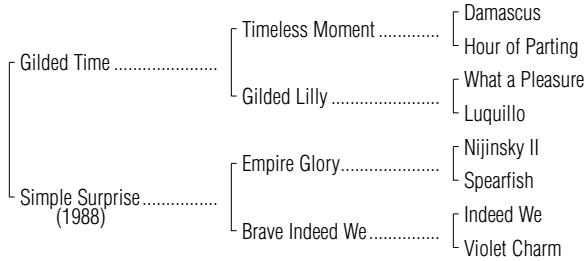 Damascus
Timeless Moment ................
Hour of Parting
Gilded Time .....................
What a Pleasure
Gilded Lilly ......................
Luquillo
Nijinsky II
Empire Glory....................
Spearfish
Simple Surprise...............
(1988)
Indeed We
Brave Indeed We..............
Violet Charm